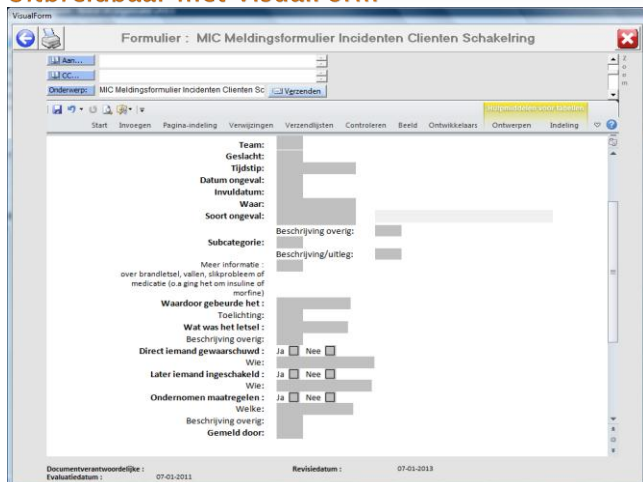 Uitbreidbaar met VisualForm
VisualForm
Formulier : MIC Meldingsformulier Incidenten Clienten Schakelring
Aan...
CC...
Onderwerp: MIC Meldingsformulier Incidenten Clienten Sc Verzenden
Zoom
Hulpmiddelen voor tabellen
Start Invoegen Pagina-indeling Verwijzingen Verzendlijsten Controleren Beeld Ontwikkelaars Ontwerpen Indeling
Team:
Geslacht:
Tijdstip:
Datum ongeval:
Invuldatum:
Waar:
Soort ongeval:
Beschrijving overig:
Subcategorie:
Beschrijving/uitleg:
Meer informatie :
over brandletsel, vallen, slikprobleem of
medicatie (o.a ging het om insuline of
morfine)
Waardoor gebeurde het :
Toelichting:
Wat was het letsel :
Beschrijving overig:
Direct iemand gewaarschuwd : Ja Nee
Wie:
Later iemand ingeschakeld : Ja Nee
Wie:
Ondernomen maatregelen : Ja Nee
Welke:
Beschrijving overig:
Gemeld door:
Documentverantwoordelijke : Revisiedatum : 07-01-2013
Evaluatiedatum : 07-01-2011